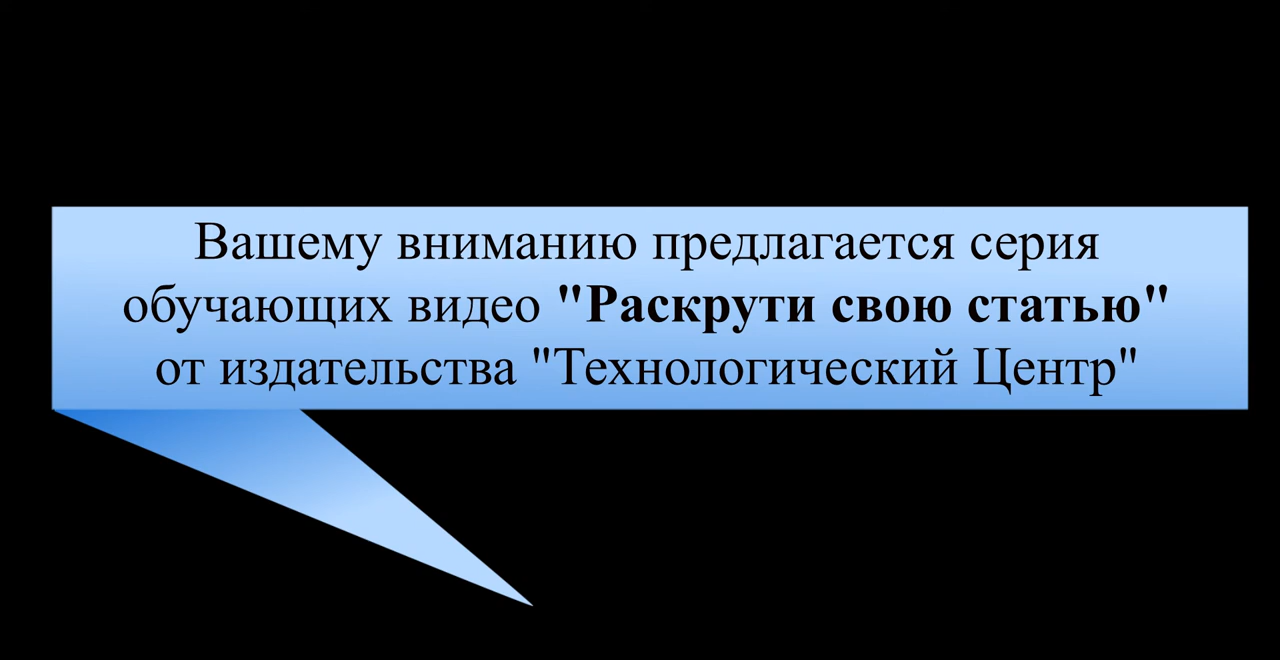 Вашему вниманию предлагается серия
обучающих видео "Раскрути свою статью"
от издательства "Технологический Центр"